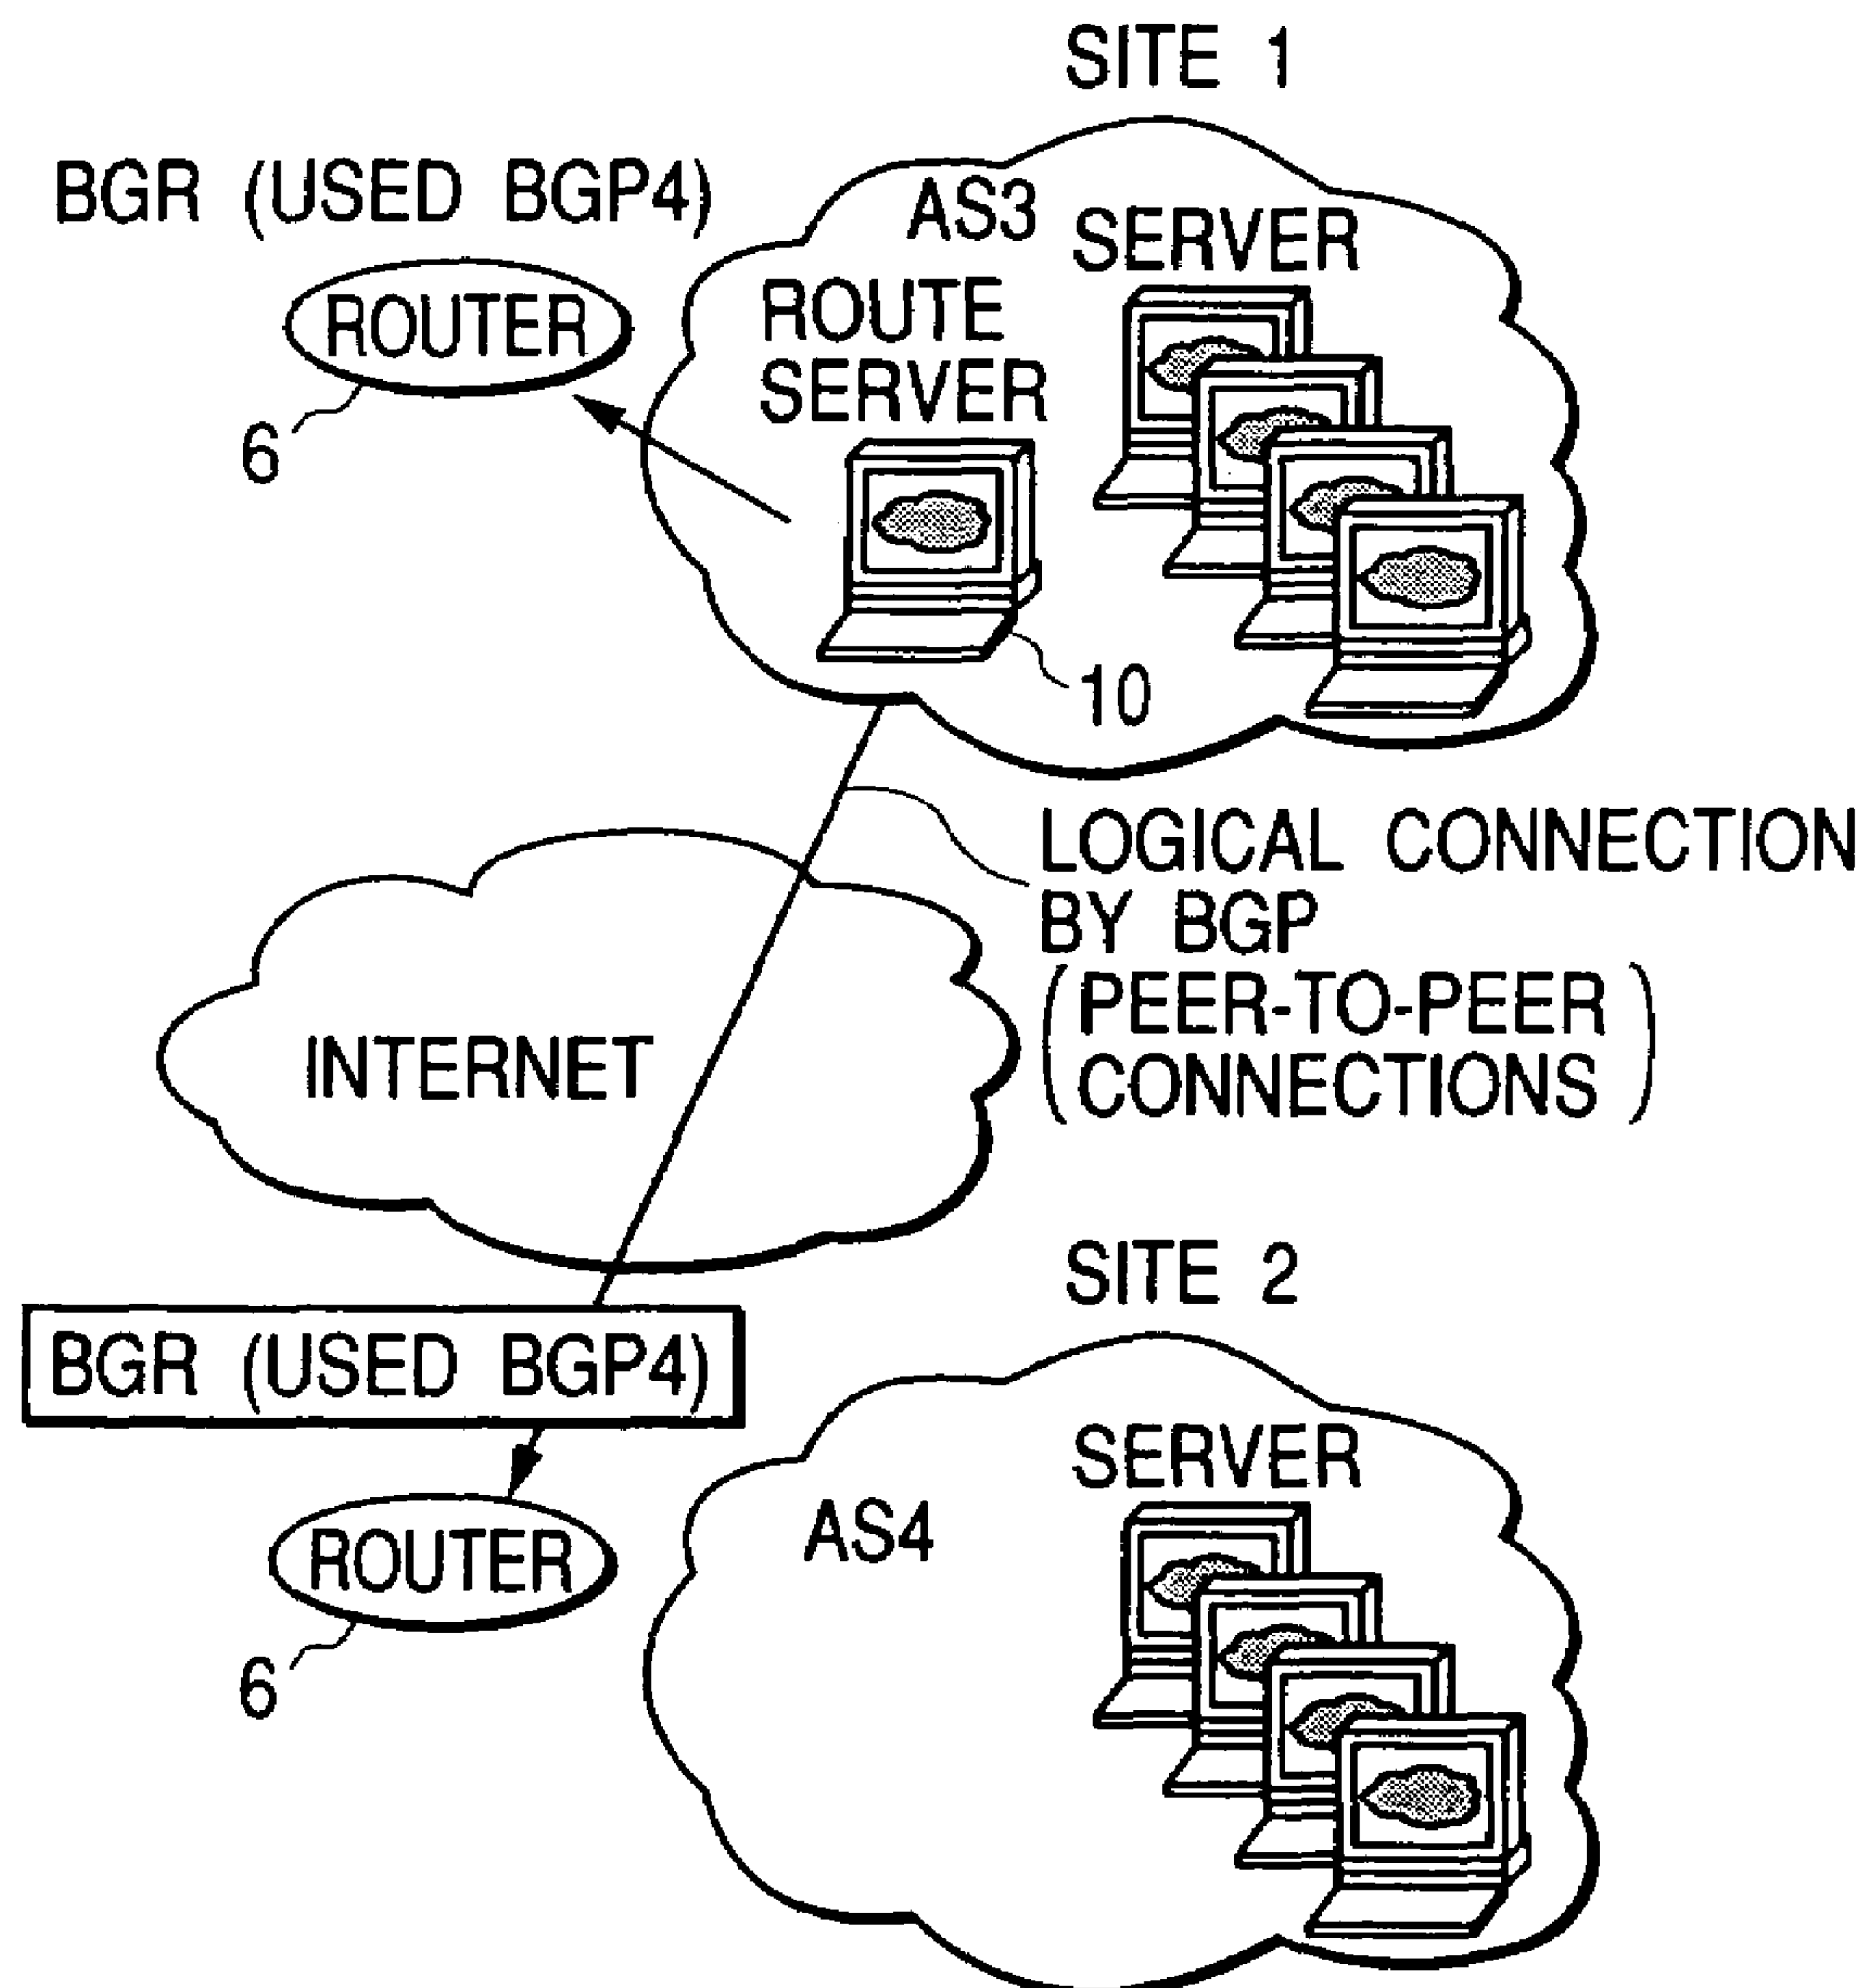 SITE 1
BGR (USED BGP4)
AS3
SERVER
ROUTER
ROUTE
SERVER
6
10
LOGICAL CONNECTION
BY BGP
(PEER-TO-PEER
CONNECTIONS)
INTERNET
SITE 2
BGR (USED BGP4)
SERVER
AS4
ROUTER
6